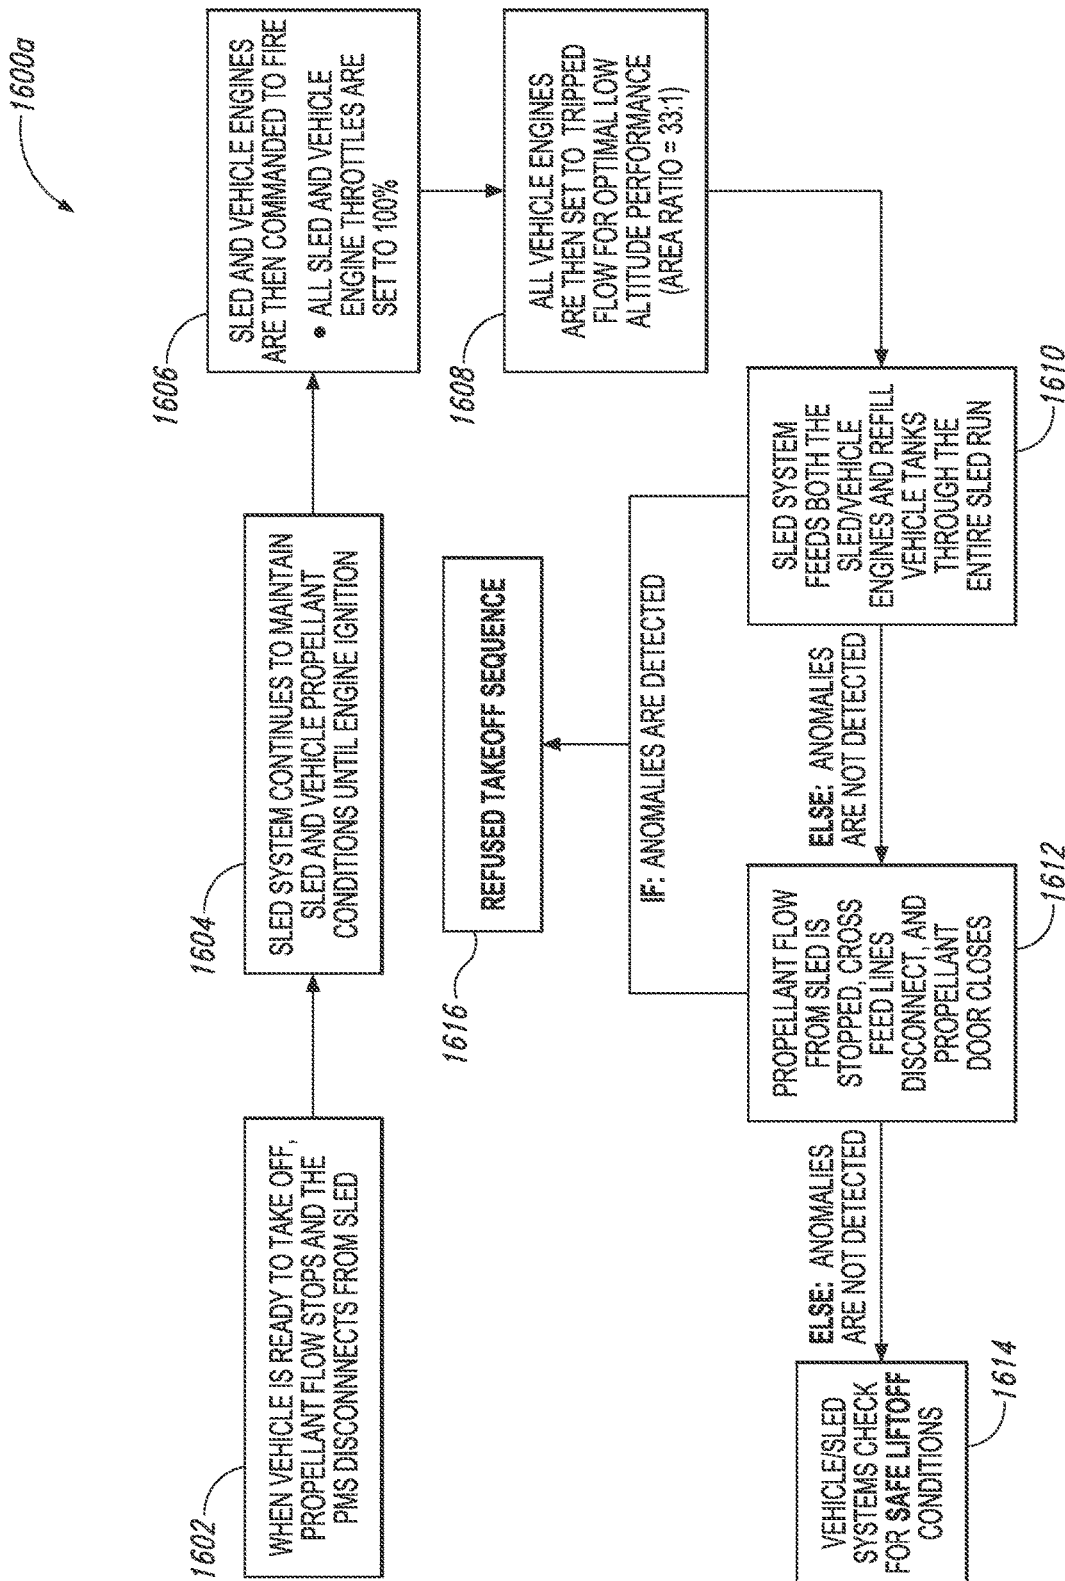 1600a
1602
WHEN VEHICLE IS READY TO TAKE OFF,
PROPELLANT FLOW STOPS AND THE
PMS DISCONNNECTS FROM SLED
1604
SLED SYSTEM CONTINUES TO MAINTAIN
SLED AND VEHICLE PROPELLANT
CONDITIONS UNTIL ENGINE IGNITION
1606
SLED AND VEHICLE ENGINES
ARE THEN COMMANDED TO FIRE
• ALL SLED AND VEHICLE
ENGINE THROTTLES ARE
SET TO 100%
1608
ALL VEHICLE ENGINES
ARE THEN SET TO TRIPPED
FLOW FOR OPTIMAL LOW
ALTITUDE PERFORMANCE
(AREA RATIO = 33:1)
1616
REFUSED TAKEOFF SEQUENCE
IF: ANOMALIES ARE DETECTED
SLED SYSTEM
FEEDS BOTH THE
SLED/VEHICLE
ENGINES AND REFILL
VEHICLE TANKS
THROUGH THE
ENTIRE SLED RUN
1610
ELSE: ANOMALIES
ARE NOT DETECTED
PROPELLANT FLOW
FROM SLED IS
STOPPED, CROSS
FEED LINES
DISCONNECT, AND
PROPELLANT
DOOR CLOSES
1612
ELSE: ANOMALIES
ARE NOT DETECTED
VEHICLE/SLED
SYSTEMS CHECK
FOR SAFE LIFTOFF
CONDITIONS
1614